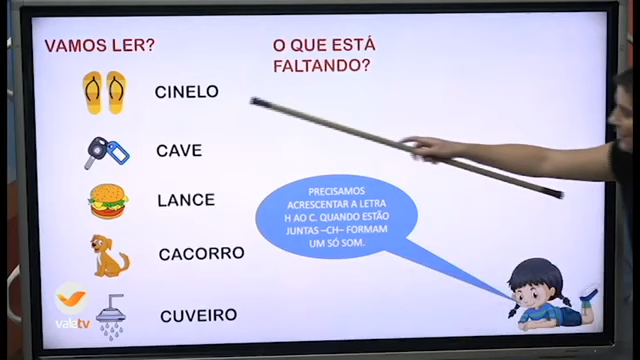 VAMOS LER?
O QUE ESTÁ
FALTANDO?
CINELO
CAVE
LANCE
CACORRO
CUVEIRO
PRECISAMOS
ACRESCENTAR A LETRA
H AO C. QUANDO ESTÃO
JUNTAS –CH– FORMAM
UM SÓ SOM.
vale tv